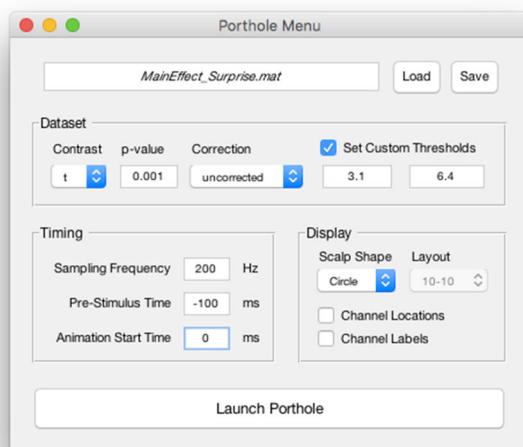 Porthole Menu
MainEffect_Surprise.mat Load Save
Dataset
Contrast p-value Correction Set Custom Thresholds
t 0.001 uncorrected 3.1 6.4
Timing
Sampling Frequency 200 Hz
Pre-Stimulus Time -100 ms
Animation Start Time 0 ms
Display
Scalp Shape Layout
Circle 10-10
Channel Locations
Channel Labels
Launch Porthole